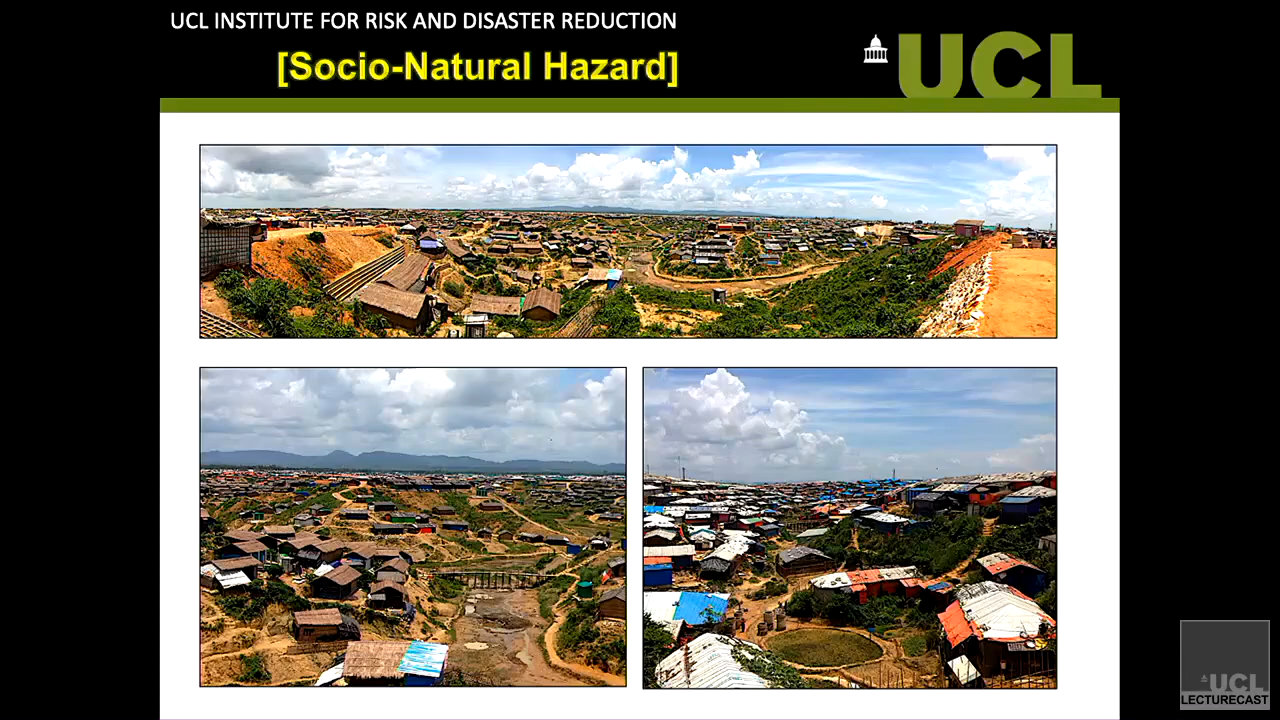 UCL INSTITUTE FOR RISK AND DISASTER REDUCTION
[Socio-Natural Hazard]
UCL
UCL
LECTURECAST